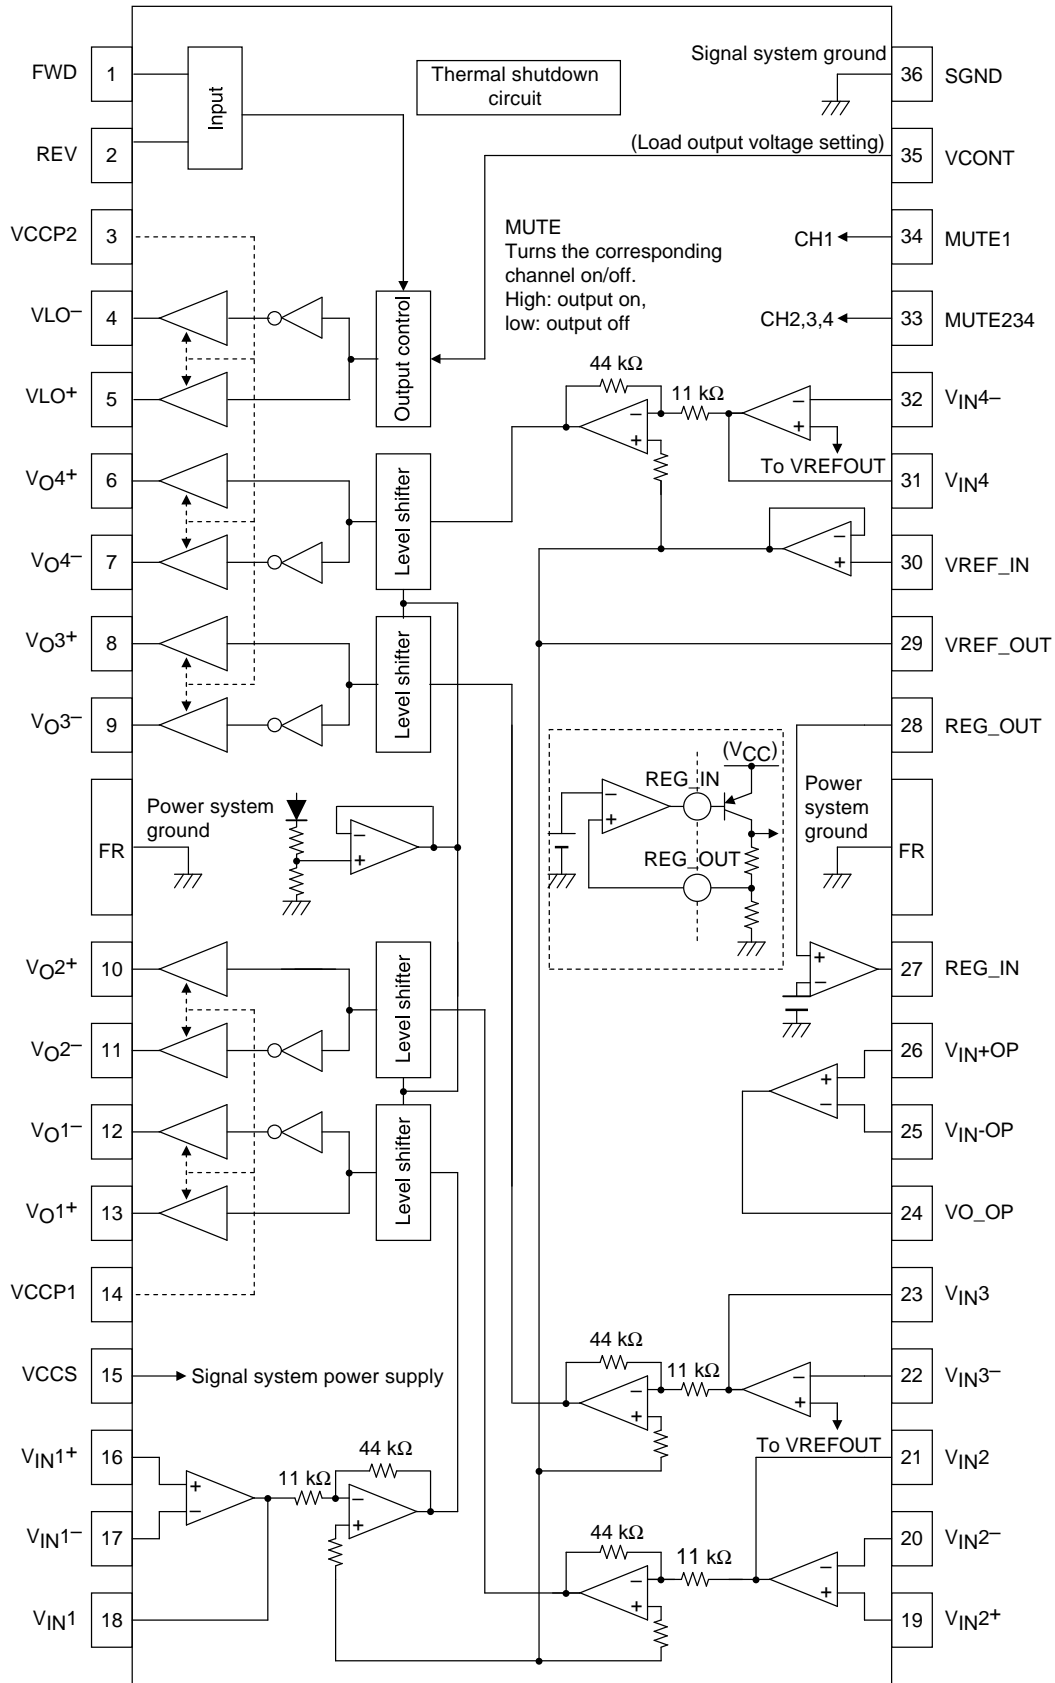 FWD 1
REV 2
VCCP2 3
VLO− 4
VLO+ 5
VO4+ 6
VO4− 7
VO3+ 8
VO3− 9
FR
VO2+ 10
VO2− 11
VO1− 12
VO1+ 13
VCCP1 14
VCCS 15
VIN1+ 16
VIN1− 17
VIN1 18
Input
Thermal shutdown
circuit
Signal system ground
(Load output voltage setting)
MUTE
Turns the corresponding
channel on/off.
High: output on,
low: output off
CH1
CH2,3,4
Output control
Level shifter
Level shifter
Level shifter
Level shifter
44 kΩ
11 kΩ
− +
− +
To VREFOUT
− +
Power system
ground
− +
(VCC)
REG_IN
REG_OUT
− +
Power
system
ground
+ −
+ −
Signal system power supply
44 kΩ
11 kΩ
− +
− +
To VREFOUT
44 kΩ
11 kΩ
+ −
− +
44 kΩ
11 kΩ
− +
− +
36 SGND
35 VCONT
34 MUTE1
33 MUTE234
32 VIN4−
31 VIN4
30 VREF_IN
29 VREF_OUT
28 REG_OUT
FR
27 REG_IN
26 VIN+OP
25 VIN-OP
24 VO_OP
23 VIN3
22 VIN3−
21 VIN2
20 VIN2−
19 VIN2+